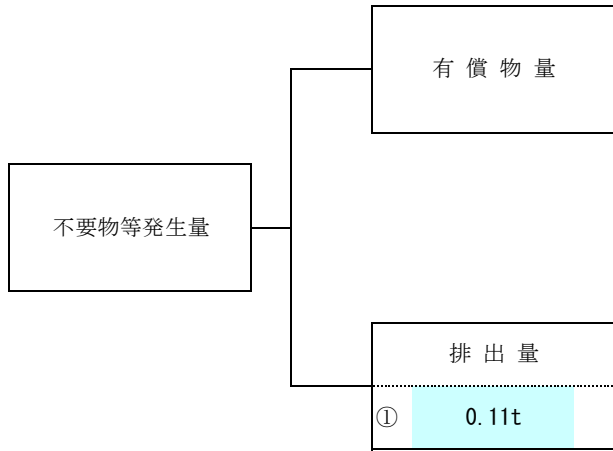 有 償 物 量
不要物等発生量
排 出 量
① 0.11t